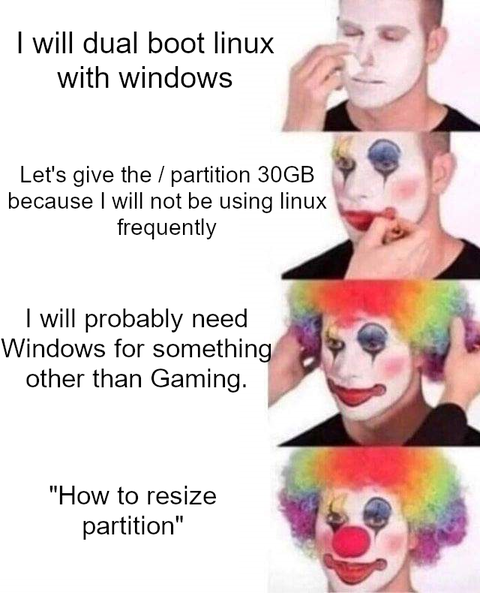 I will dual boot linux
with windows
Let's give the / partition 30GB
because I will not be using linux
frequently
I will probably need
Windows for something
other than Gaming.
"How to resize
partition"